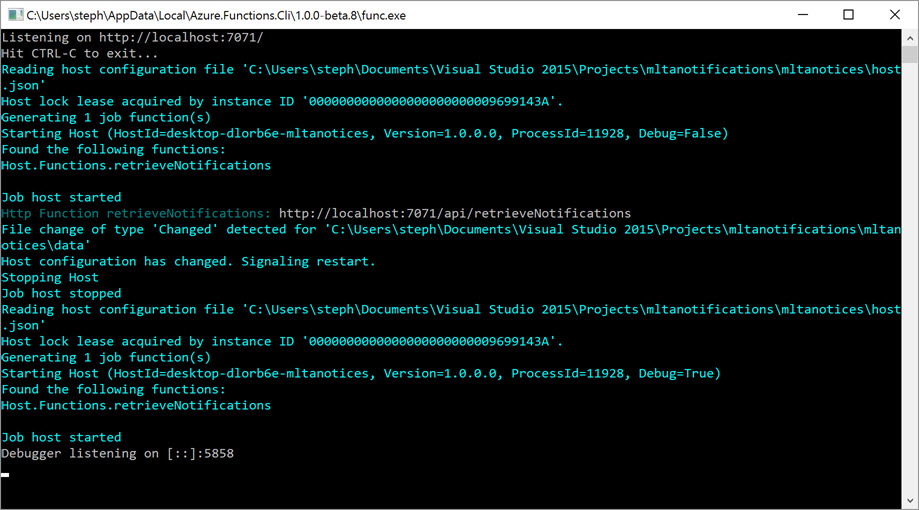 C:\Users\steph\AppData\Local\Azure.Functions.Cli\1.0.0-beta.8\func.exe
Listening on http://localhost:7071/
Hit CTRL-C to exit...
Reading host configuration file 'C:\Users\steph\Documents\Visual Studio 2015\Projects\mltanotifications\mltanotices\host
.json'
Host lock lease acquired by instance ID '0000000000000000000000009699143A'.
Generating 1 job function(s)
Starting Host (HostId=desktop-dlorb6e-mltanotices, Version=1.0.0.0, ProcessId=11928, Debug=False)
Found the following functions:
Host.Functions.retrieveNotifications
Job host started
Http Function retrieveNotifications: http://localhost:7071/api/retrieveNotifications
File change of type 'Changed' detected for 'C:\Users\steph\Documents\Visual Studio 2015\Projects\mltanotifications\mltan
otices\data'
Host configuration has changed. Signaling restart.
Stopping Host
Job host stopped
Reading host configuration file 'C:\Users\steph\Documents\Visual Studio 2015\Projects\mltanotifications\mltanotices\host
.json'
Host lock lease acquired by instance ID '0000000000000000000000009699143A'.
Generating 1 job function(s)
Starting Host (HostId=desktop-dlorb6e-mltanotices, Version=1.0.0.0, ProcessId=11928, Debug=True)
Found the following functions:
Host.Functions.retrieveNotifications
Job host started
Debugger listening on [::]:5858